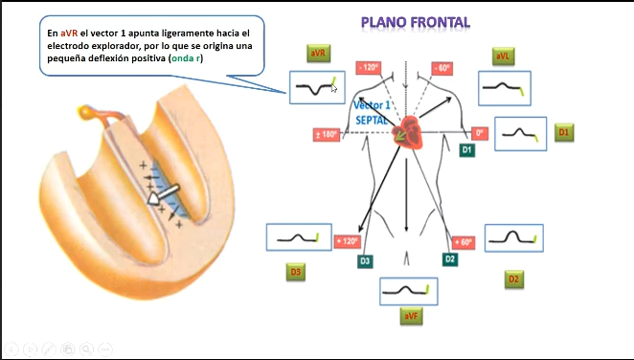 PLANO FRONTAL
En aVR el vector 1 apunta ligeramente hacia el
electrodo explorador, por lo que se origina una
pequeña deflexión positiva (onda r)
aVR
- 120°
- 60°
aVL
Vector 1
SEPTAL
± 180°
0°
D1
D1
+ 120°
+ 60°
D3
D3
D2
D2
aVF